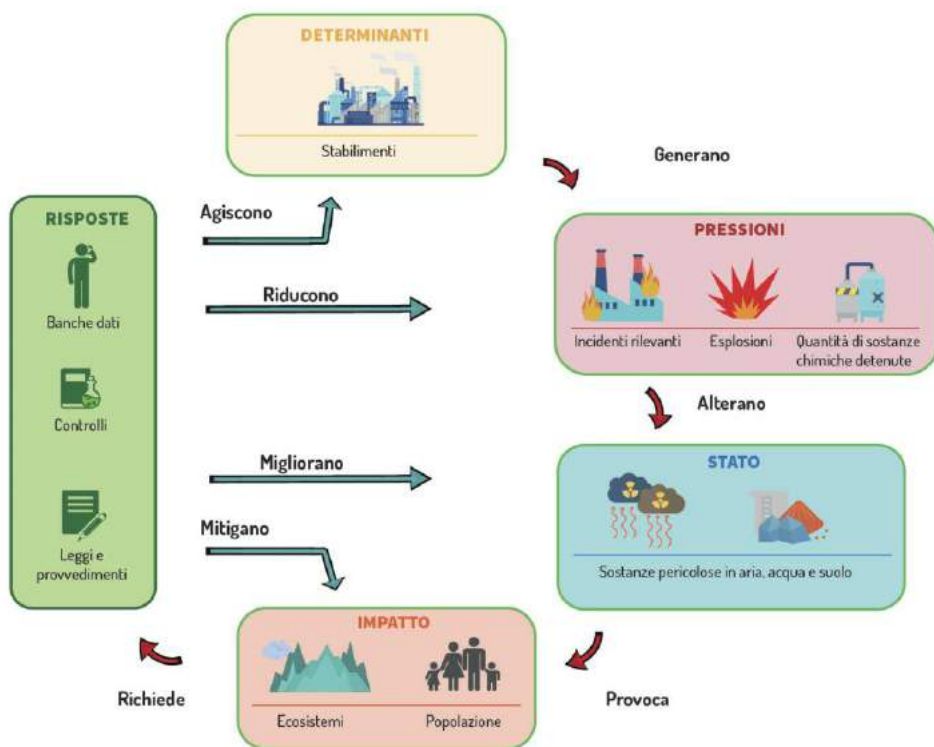 DETERMINANTI
Stabilimenti
Generano
RISPOSTE
Banche dati
Controlli
Leggi e
provvedimenti
Agiscono
Riducono
Migliorano
Mitigano
PRESSIONI
Incidenti rilevanti
Esplosioni
Quantità di sostanze
chimiche detenute
Alterano
STATO
Sostanze pericolose in aria, acqua e suolo
Provoca
IMPATTO
Ecosistemi
Popolazione
Richiede